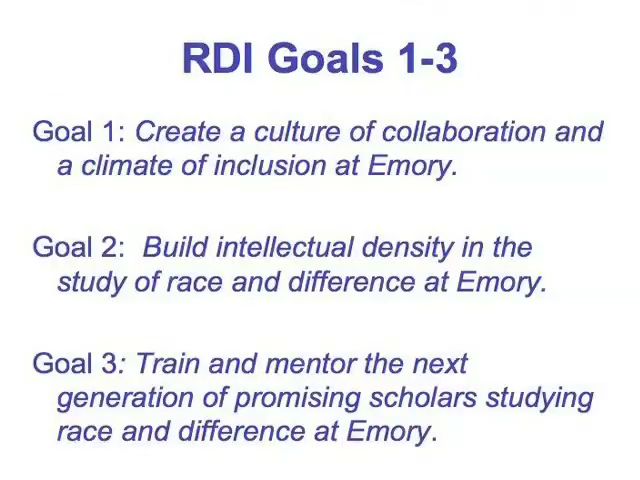 RDI Goals 1-3
Goal 1: Create a culture of collaboration and
a climate of inclusion at Emory.
Goal 2: Build intellectual density in the
study of race and difference at Emory.
Goal 3: Train and mentor the next
generation of promising scholars studying
race and difference at Emory.